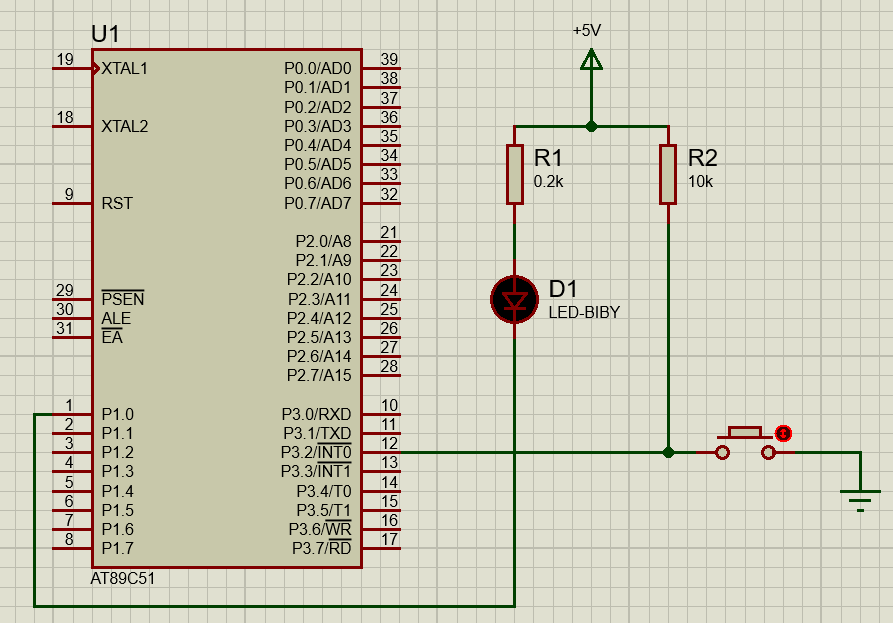 U1
19 XTAL1
18 XTAL2
9 RST
29 PSEN
30 ALE
31 EA
1 P1.0
2 P1.1
3 P1.2
4 P1.3
5 P1.4
6 P1.5
7 P1.6
8 P1.7
P0.0/AD0 39
P0.1/AD1 38
P0.2/AD2 37
P0.3/AD3 36
P0.4/AD4 35
P0.5/AD5 34
P0.6/AD6 33
P0.7/AD7 32
P2.0/A8 21
P2.1/A9 22
P2.2/A10 23
P2.3/A11 24
P2.4/A12 25
P2.5/A13 26
P2.6/A14 27
P2.7/A15 28
P3.0/RXD 10
P3.1/TXD 11
P3.2/INT0 12
P3.3/INT1 13
P3.4/T0 14
P3.5/T1 15
P3.6/WR 16
P3.7/RD 17
AT89C51
+5V
R1
0.2k
R2
10k
D1
LED-BIBY